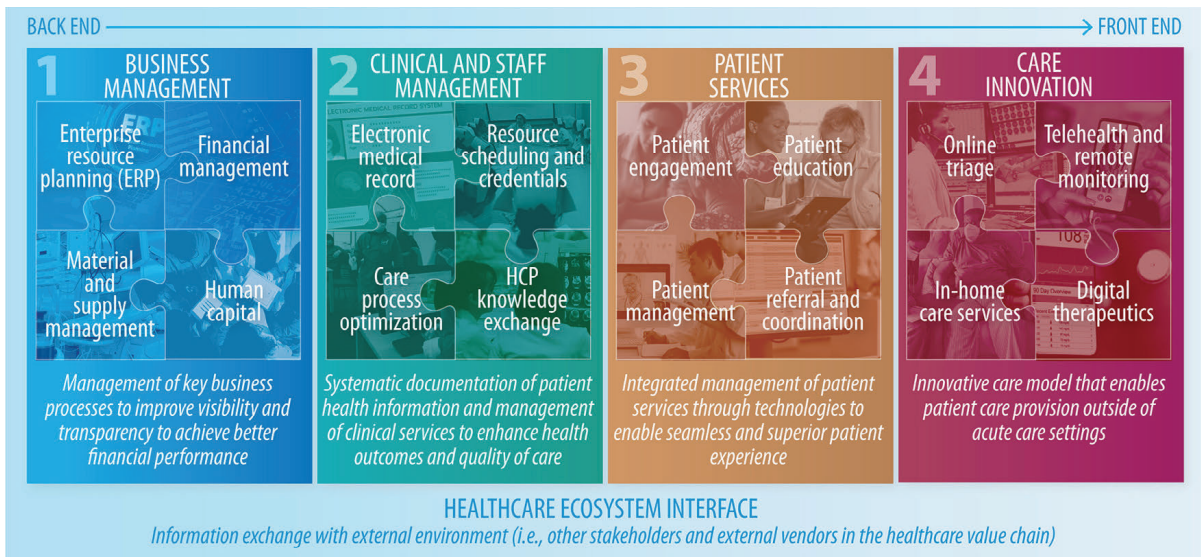 BACK END
FRONT END
1
BUSINESS
MANAGEMENT
Enterprise
resource
planning (ERP)
Financial
management
Material
and
supply
management
Human
capital
Management of key business
processes to improve visibility and
transparency to achieve better
financial performance
2
CLINICAL AND STAFF
MANAGEMENT
ELECTRONIC MEDICAL RECORD SYSTEM
Electronic
medical
record
Resource
scheduling and
credentials
Care
process
optimization
HCP
knowledge
exchange
Systematic documentation of patient
health information and management
of clinical services to enhance health
outcomes and quality of care
3
PATIENT
SERVICES
Patient
engagement
Patient
education
Patient
management
Patient
referral and
coordination
Integrated management of patient
services through technologies to
enable seamless and superior patient
experience
4
CARE
INNOVATION
Online
triage
Telehealth and
remote
monitoring
In-home
care services
108
Digital
therapeutics
Innovative care model that enables
patient care provision outside of
acute care settings
HEALTHCARE ECOSYSTEM INTERFACE
Information exchange with external environment (i.e., other stakeholders and external vendors in the healthcare value chain)